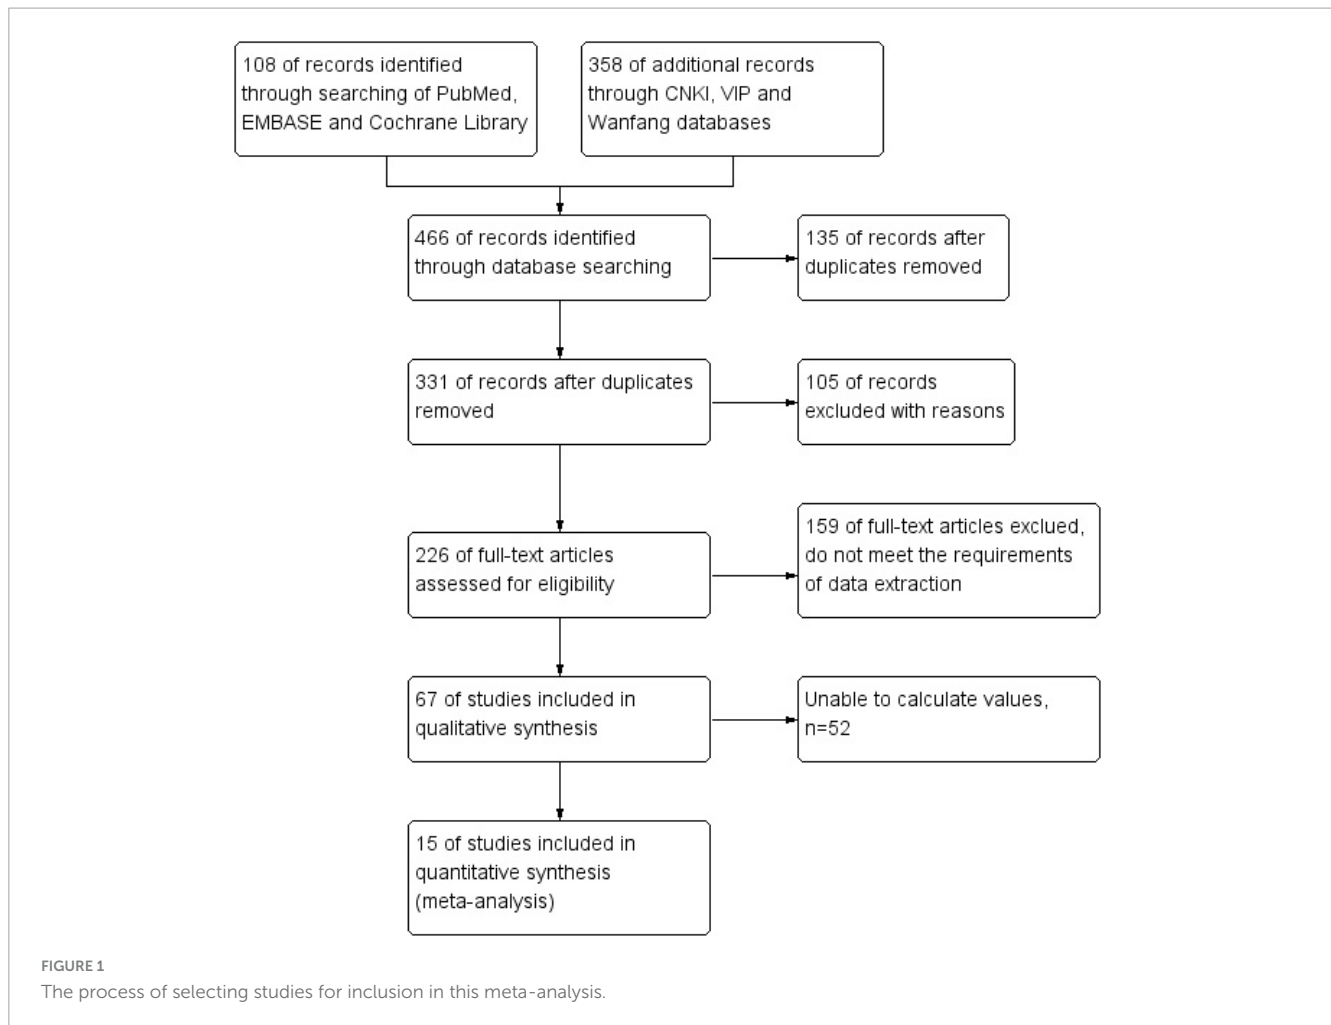 108 of records identified
through searching of PubMed,
EMBASE and Cochrane Library
358 of additional records
through CNKI, VIP and
Wanfang databases
466 of records identified
through database searching
135 of records after
duplicates removed
331 of records after duplicates
removed
105 of records
excluded with reasons
226 of full-text articles
assessed for eligibility
159 of full-text articles exclued,
do not meet the requirements
of data extraction
67 of studies included in
qualitative synthesis
Unable to calculate values,
n=52
15 of studies included in
quantitative synthesis
(meta-analysis)
FIGURE 1
The process of selecting studies for inclusion in this meta-analysis.